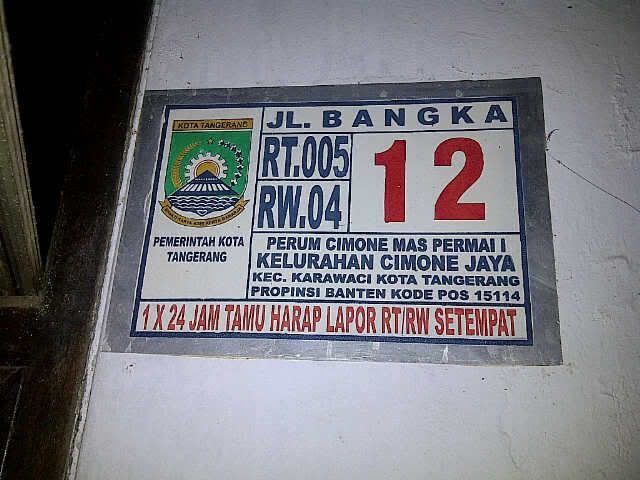 KOTA TANGERANG
PEMERINTAH KOTA
TANGERANG
JL. BANGKA
RT.005
RW.04
12
PERUM CIMONE MAS PERMAI I
KELURAHAN CIMONE JAYA
KEC. KARAWACI KOTA TANGERANG
PROPINSI BANTEN KODE POS 15114
1 X 24 JAM TAMU HARAP LAPOR RT/RW SETEMPAT